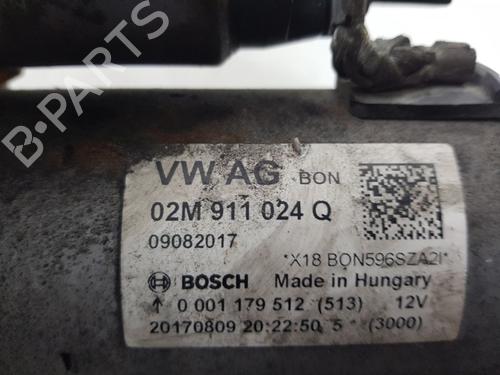 B-PARTS
VW AG BON
02M 911 024 Q
09082017
*X18 BON596SZA2I*
BOSCH Made in Hungary
↑ 0 001 179 512 (513) 12V
20170809 20:22:50 5 * (3000)